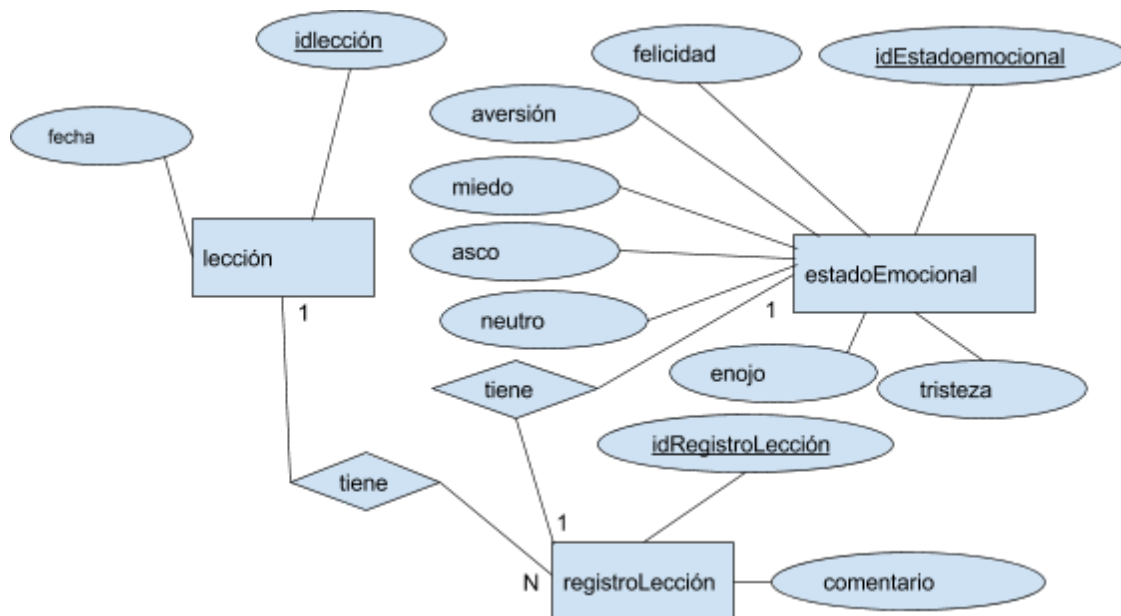 idlección
felicidad
idEstadoemocional
aversión
fecha
miedo
asco
lección
estadoEmocional
neutro
1
1
enojo
tiene
tristeza
idRegistroLección
tiene
1
N
registroLección
comentario